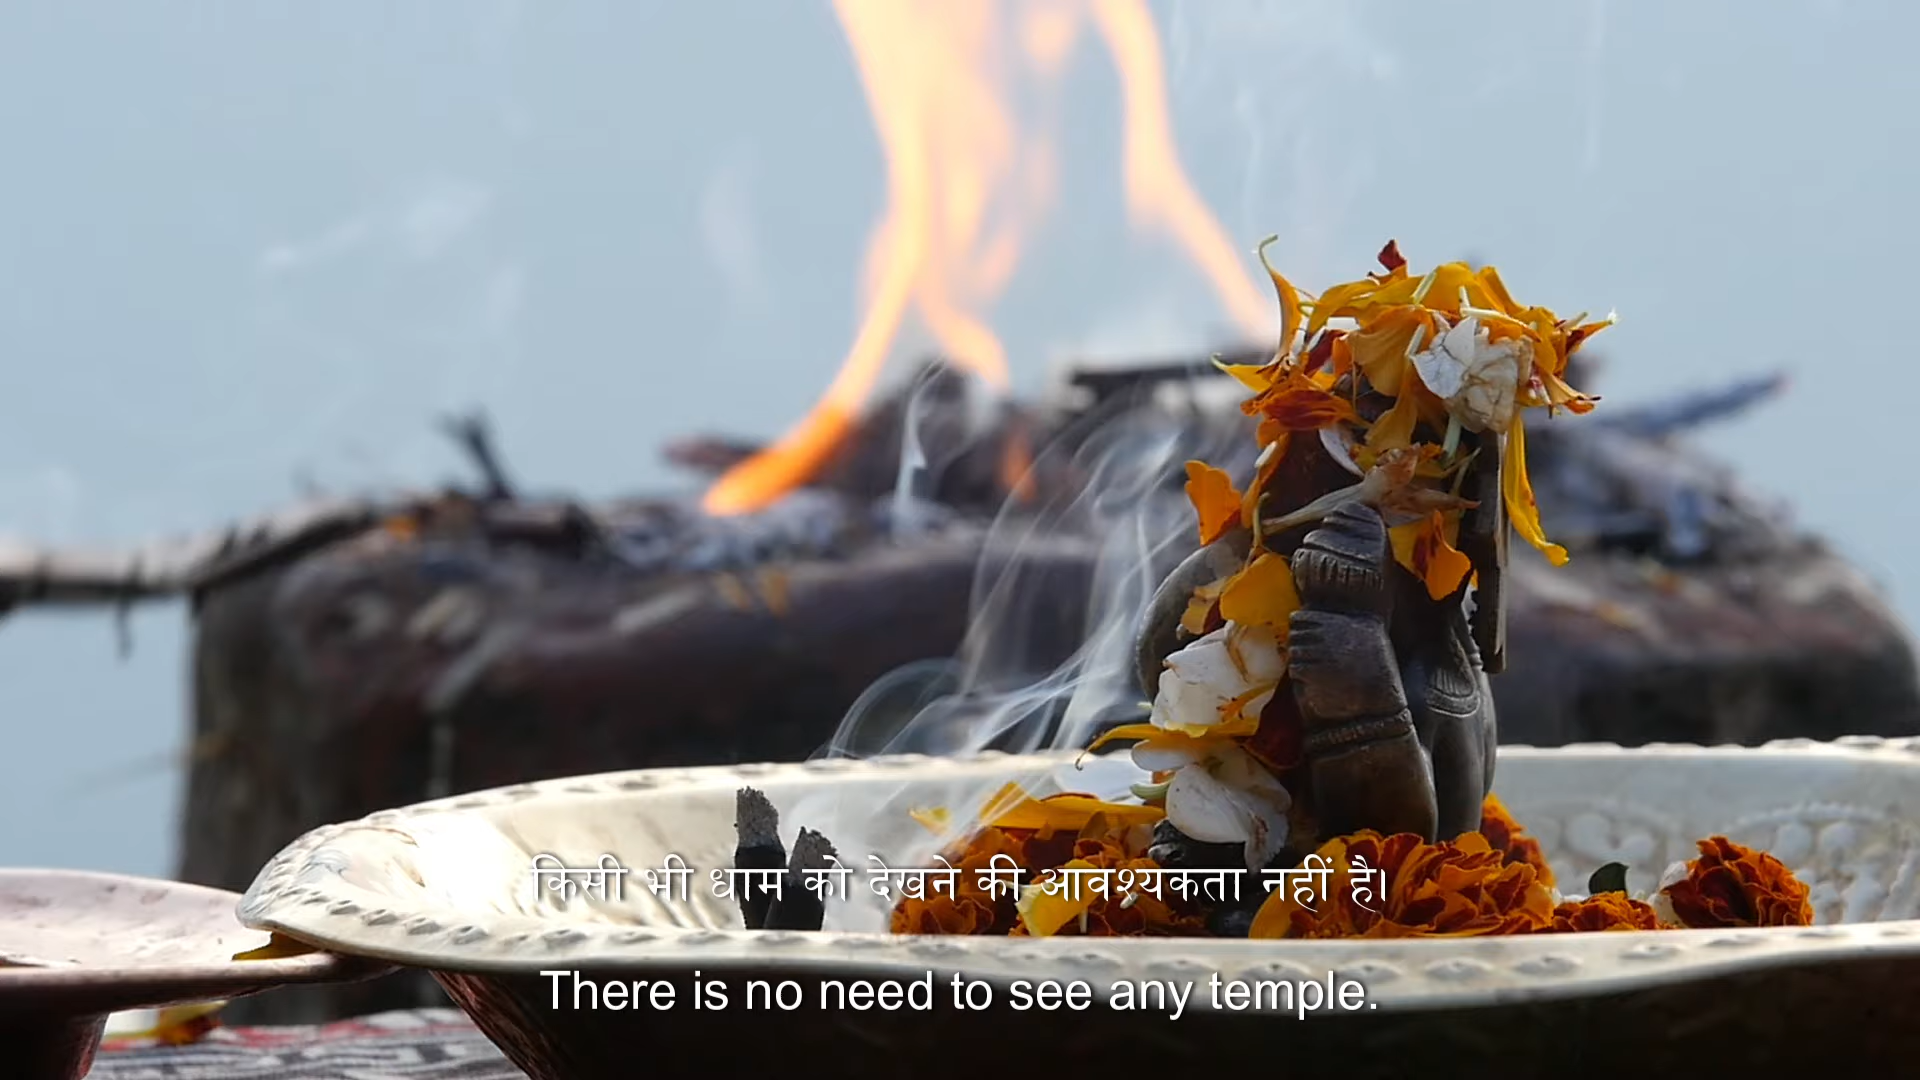 किसी भी धाम को देखने की आवश्यकता नहीं है।
There is no need to see any temple.